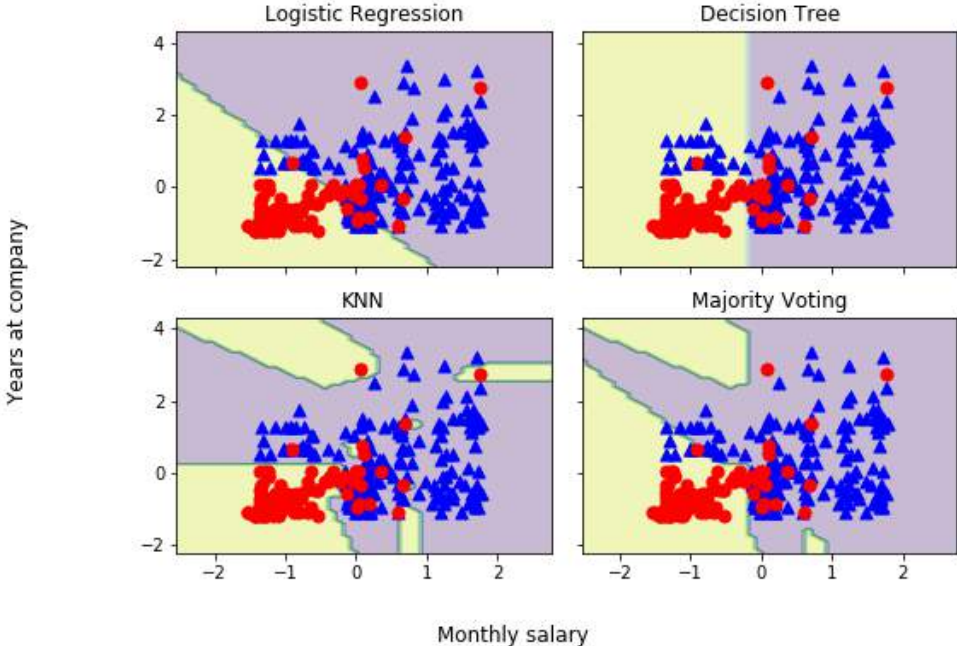 Logistic Regression
Decision Tree
4
2
0
−2
KNN
Majority Voting
4
2
0
−2
−2 −1 0 1 2
−2 −1 0 1 2
Years at company
Monthly salary